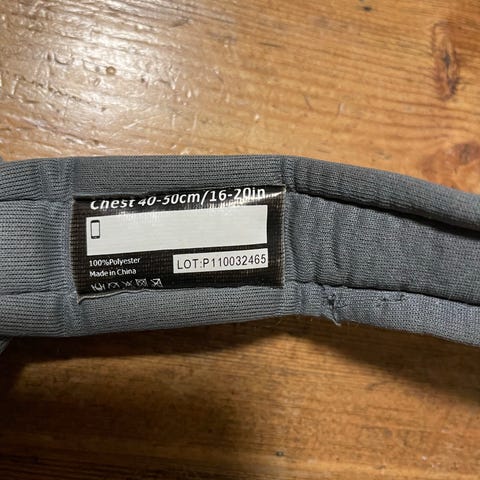 Chest 40-50cm/16-20in
100%Polyester
Made in China
LOT:P110032465